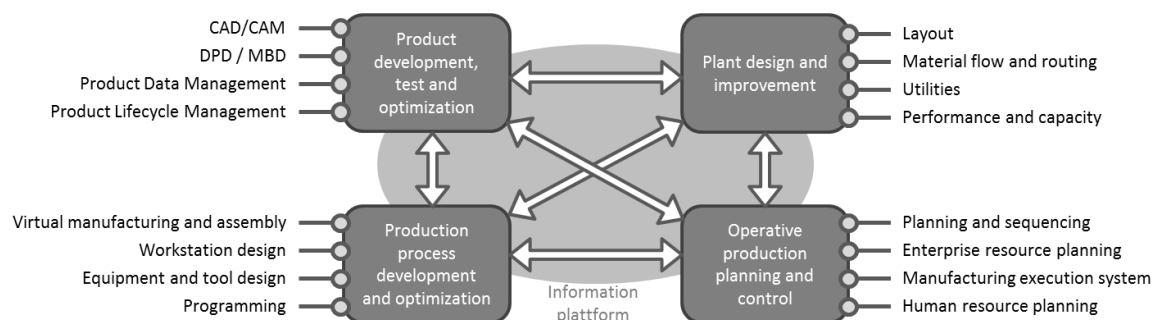 CAD/CAM
DPD / MBD
Product Data Management
Product Lifecycle Management
Product
development,
test and
optimization
Plant design and
improvement
Layout
Material flow and routing
Utilities
Performance and capacity
Virtual manufacturing and assembly
Workstation design
Equipment and tool design
Programming
Production
process
development
and optimization
Information
plattform
Operative
production
planning and
control
Planning and sequencing
Enterprise resource planning
Manufacturing execution system
Human resource planning